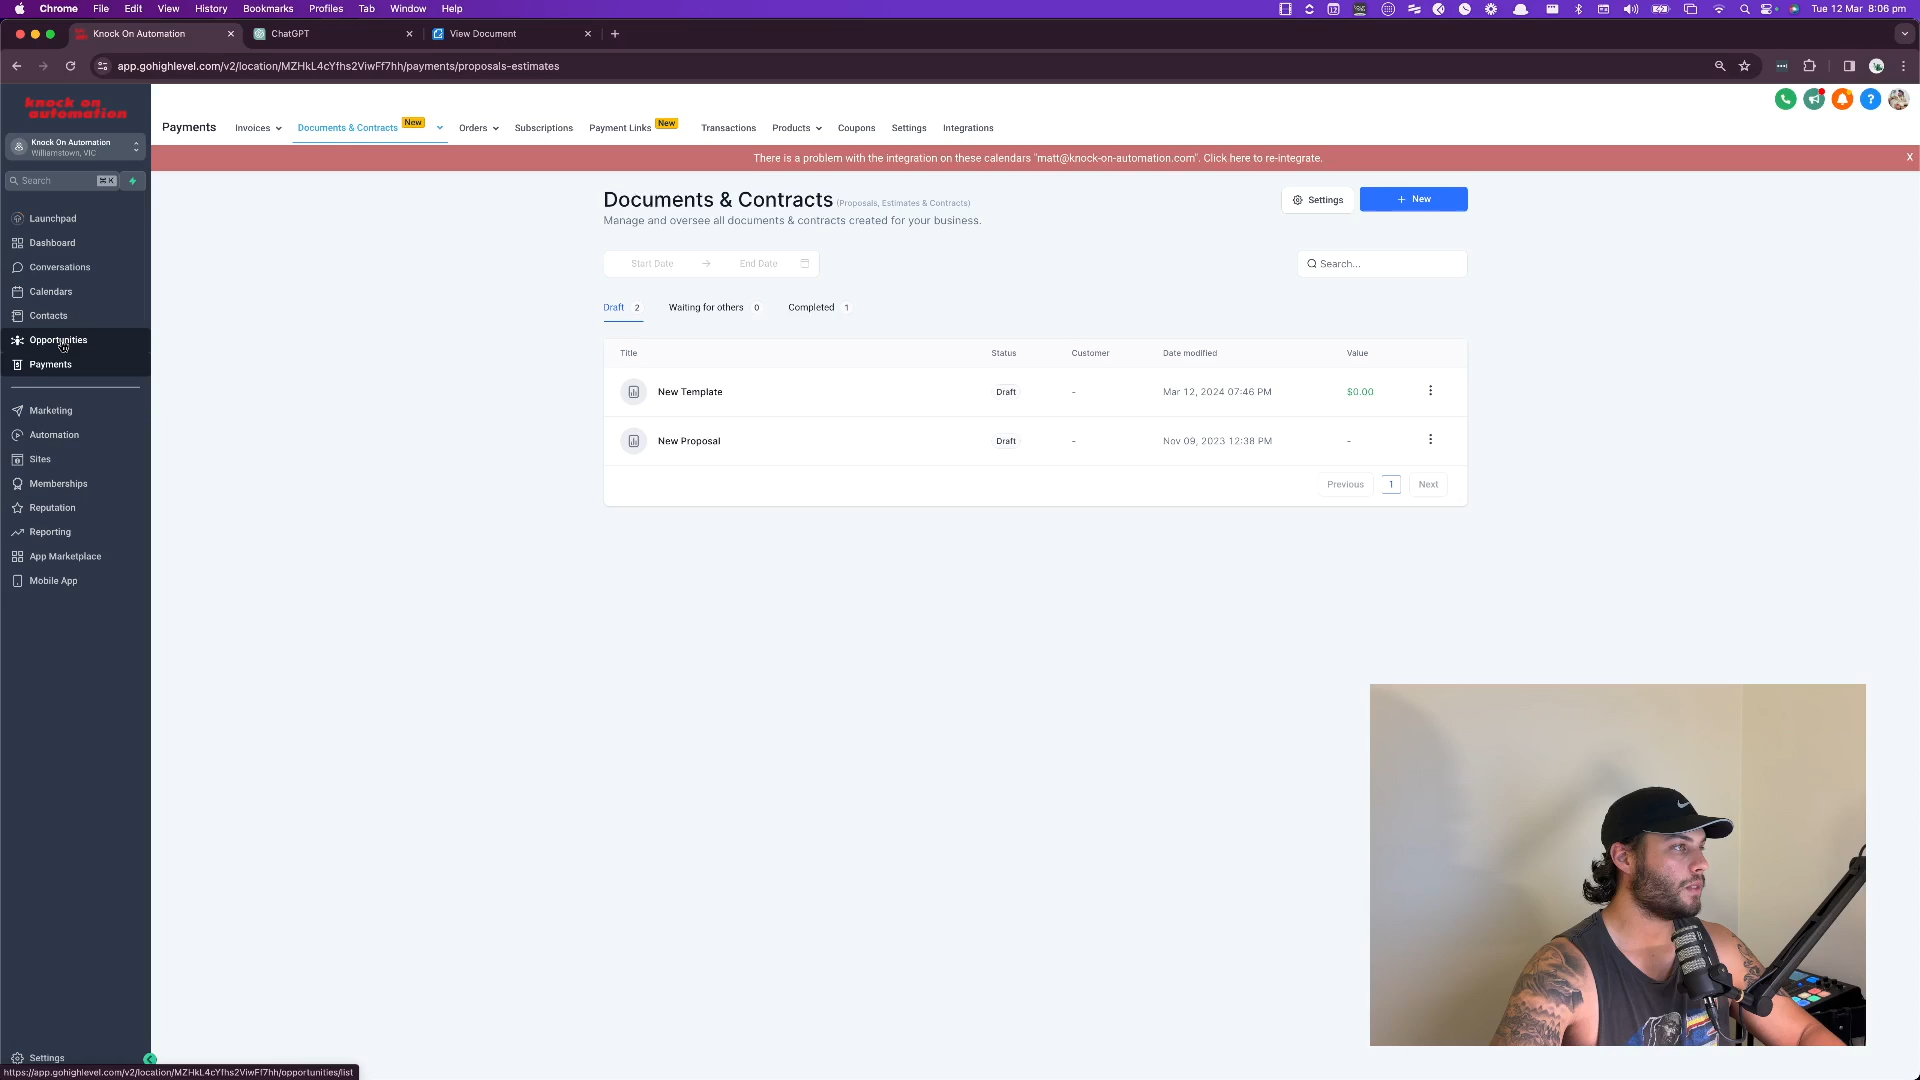 Chrome File Edit View History Bookmarks Profiles Tab Window Help
Tue 12 Mar 8:06 pm
Knock On Automation
ChatGPT
View Document
app.gohighlevel.com/v2/location/MZHkL4cYfhs2ViwFf7hh/payments/proposals-estimates
knock on
automation
Knock On Automation
Williamstown, VIC
Search ⌘ K
Launchpad
Dashboard
Conversations
Calendars
Contacts
Opportunities
Payments
Marketing
Automation
Sites
Memberships
Reputation
Reporting
App Marketplace
Mobile App
Settings
https://app.gohighlevel.com/v2/location/MZHkL4cYfhs2ViwFf7hh/opportunities/list
Payments Invoices Documents & Contracts New Orders Subscriptions Payment Links New Transactions Products Coupons Settings Integrations
There is a problem with the integration on these calendars "matt@knock-on-automation.com". Click here to re-integrate. X
Documents & Contracts (Proposals, Estimates & Contracts)
Manage and oversee all documents & contracts created for your business.
Settings
+ New
Start Date → End Date
Search...
Draft 2 Waiting for others 0 Completed 1
Title Status Customer Date modified Value
New Template Draft - Mar 12, 2024 07:46 PM $0.00
New Proposal Draft - Nov 09, 2023 12:38 PM -
Previous 1 Next